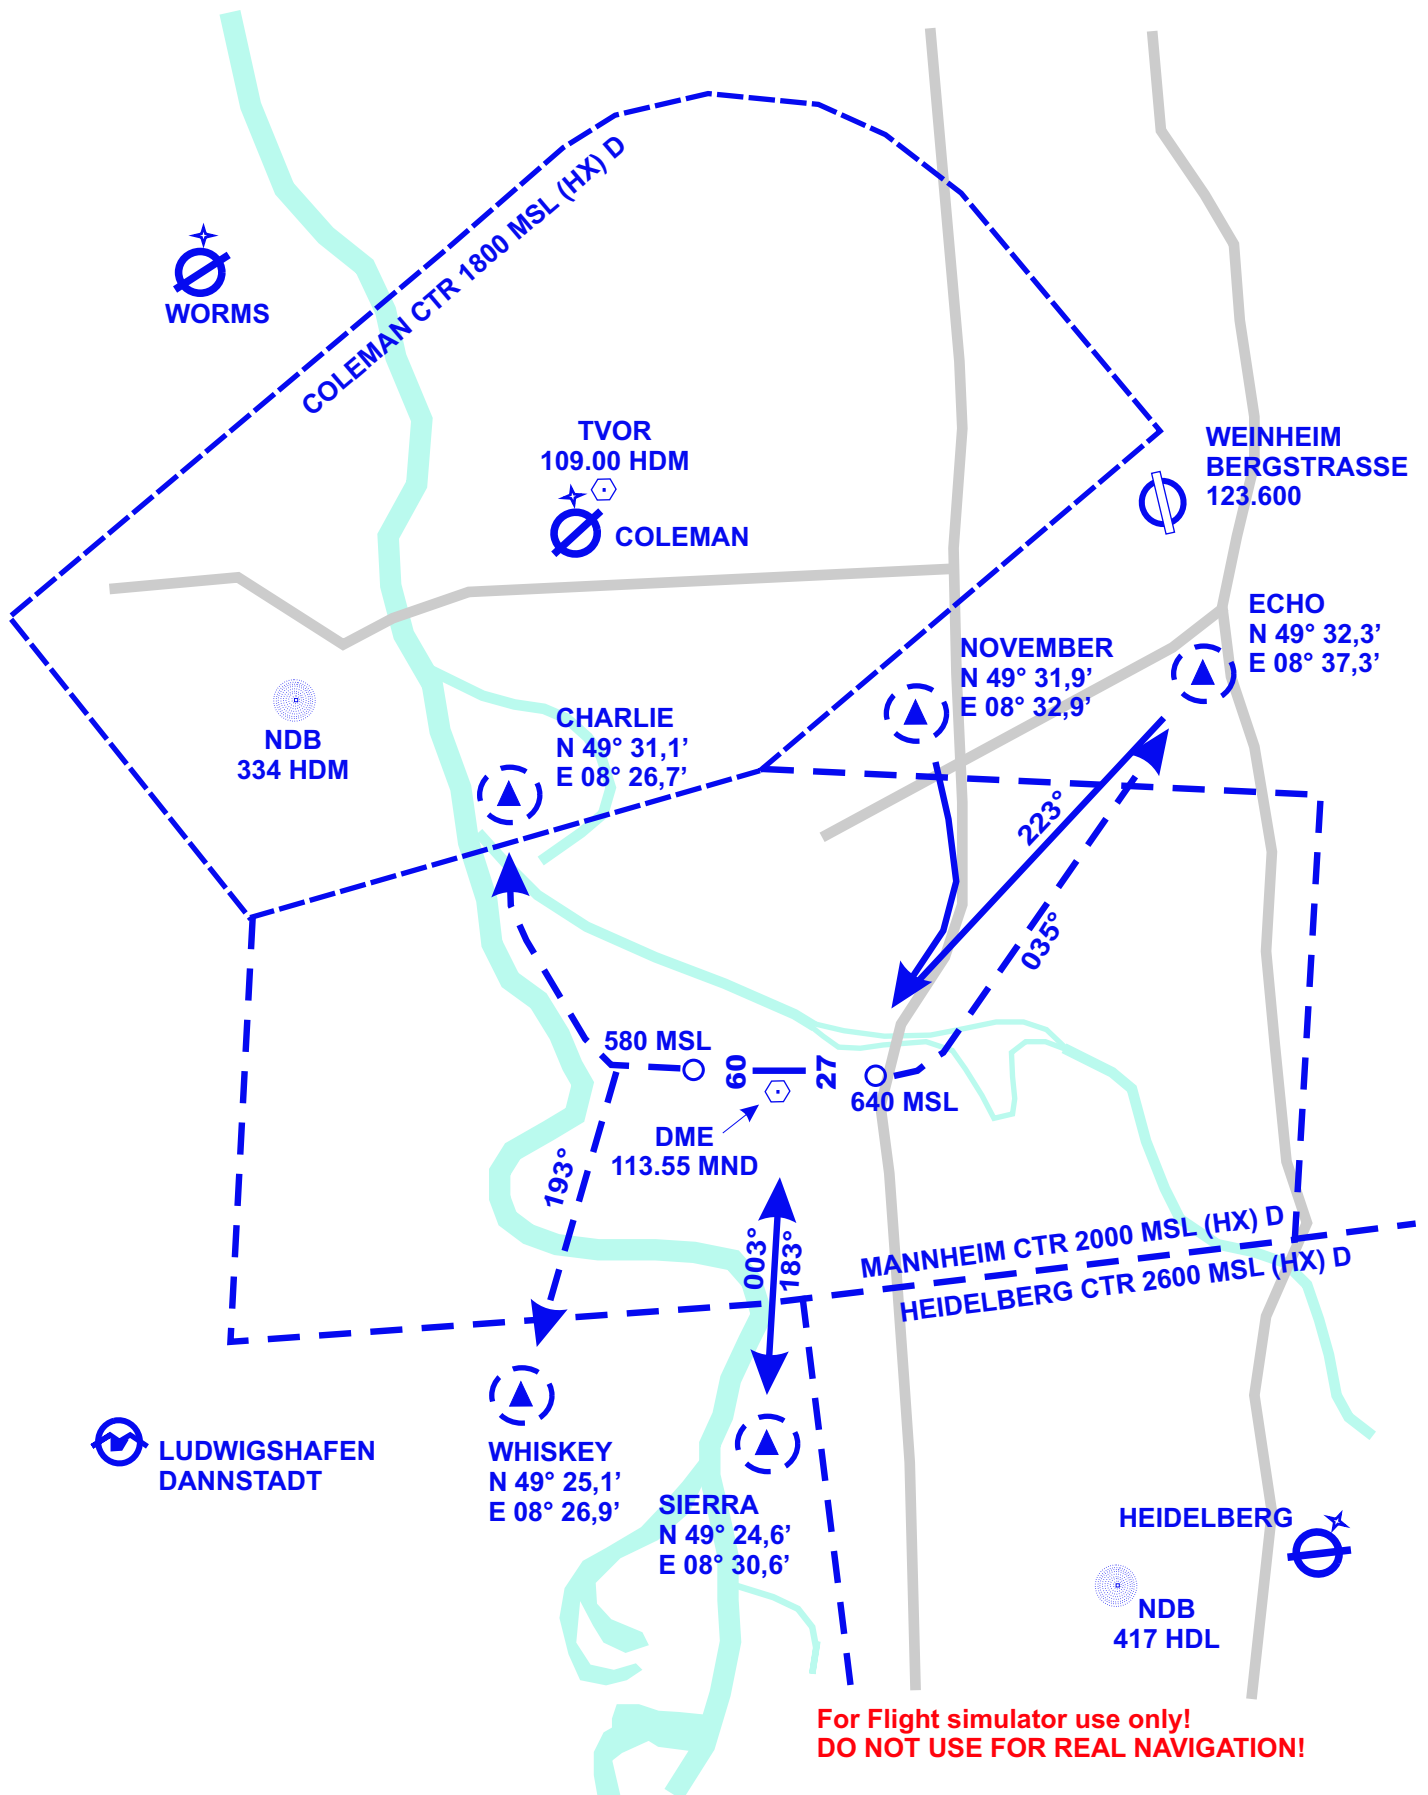 COLEMAN CTR 1800 MSL (HX) D
WORMS
TVOR
109.00 HDM
COLEMAN
WEINHEIM
BERGSTRASSE
123.600
ECHO
N 49° 32,3’
E 08° 37,3’
NOVEMBER
N 49° 31,9’
E 08° 32,9’
NDB
334 HDM
CHARLIE
N 49° 31,1’
E 08° 26,7’
223°
035°
580 MSL
09
27
640 MSL
DME
113.55 MND
193°
003°
183°
MANNHEIM CTR 2000 MSL (HX) D
HEIDELBERG CTR 2600 MSL (HX) D
LUDWIGSHAFEN
DANNSTADT
WHISKEY
N 49° 25,1’
E 08° 26,9’
SIERRA
N 49° 24,6’
E 08° 30,6’
HEIDELBERG
NDB
417 HDL
For Flight simulator use only!
DO NOT USE FOR REAL NAVIGATION!